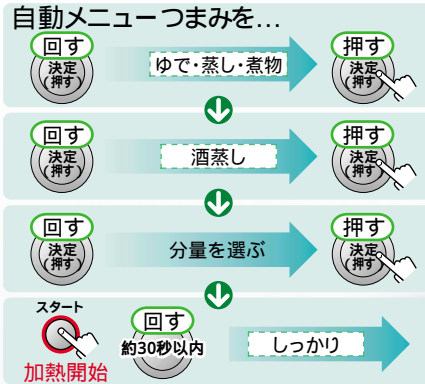 自動メニューつまみを…
回す
決定
(押す)
ゆで・蒸し・煮物
押す
決定
(押す)
回す
決定
(押す)
酒蒸し
押す
決定
(押す)
回す
決定
(押す)
分量を選ぶ
押す
決定
(押す)
スタート
加熱開始
回す
約30秒以内
しっかり